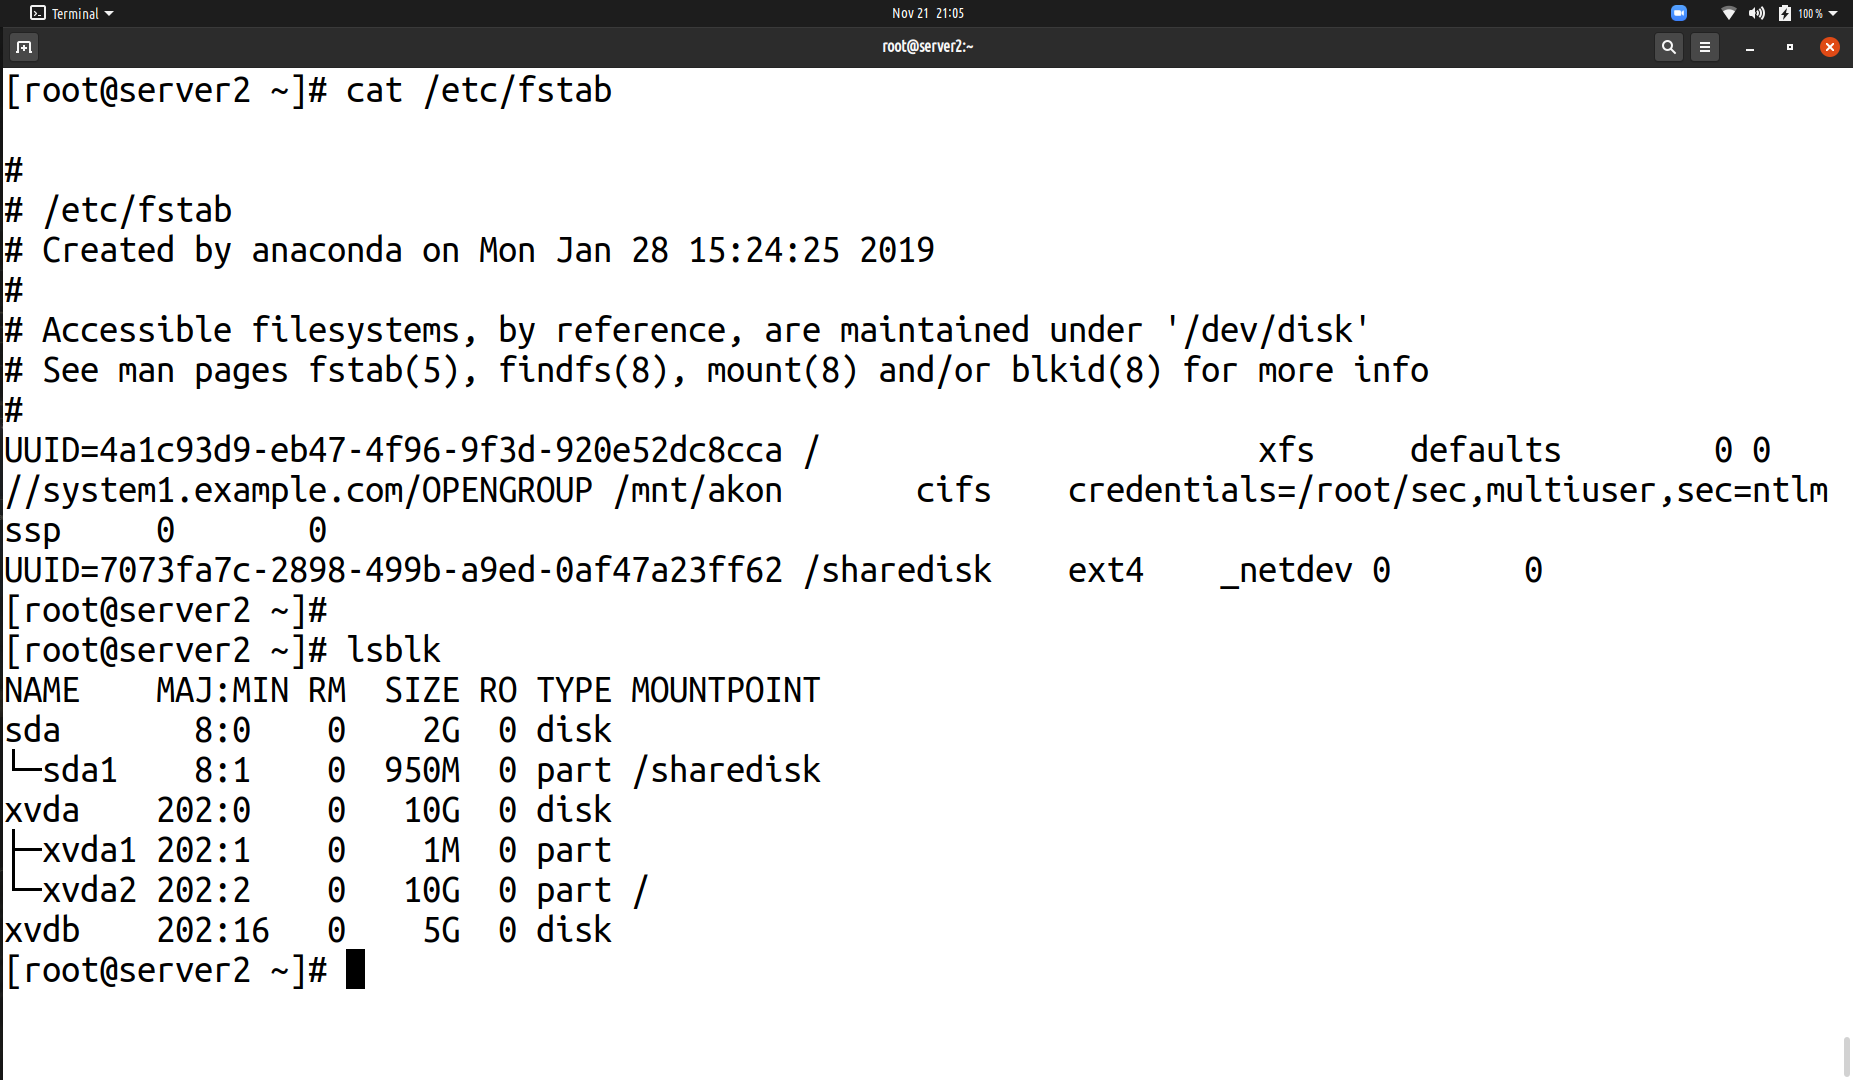 Terminal
Nov 21 21:05
100 %
root@server2:~
[root@server2 ~]# cat /etc/fstab

#
# /etc/fstab
# Created by anaconda on Mon Jan 28 15:24:25 2019
#
# Accessible filesystems, by reference, are maintained under '/dev/disk'
# See man pages fstab(5), findfs(8), mount(8) and/or blkid(8) for more info
#
UUID=4a1c93d9-eb47-4f96-9f3d-920e52dc8cca /                       xfs     defaults        0 0
//system1.example.com/OPENGROUP /mnt/akon       cifs    credentials=/root/sec,multiuser,sec=ntlm
ssp     0       0
UUID=7073fa7c-2898-499b-a9ed-0af47a23ff62 /sharedisk    ext4    _netdev 0       0
[root@server2 ~]#
[root@server2 ~]# lsblk
NAME    MAJ:MIN RM  SIZE RO TYPE MOUNTPOINT
sda       8:0    0    2G  0 disk
└─sda1    8:1    0  950M  0 part /sharedisk
xvda    202:0    0   10G  0 disk
├─xvda1 202:1    0    1M  0 part
└─xvda2 202:2    0   10G  0 part /
xvdb    202:16   0    5G  0 disk
[root@server2 ~]#